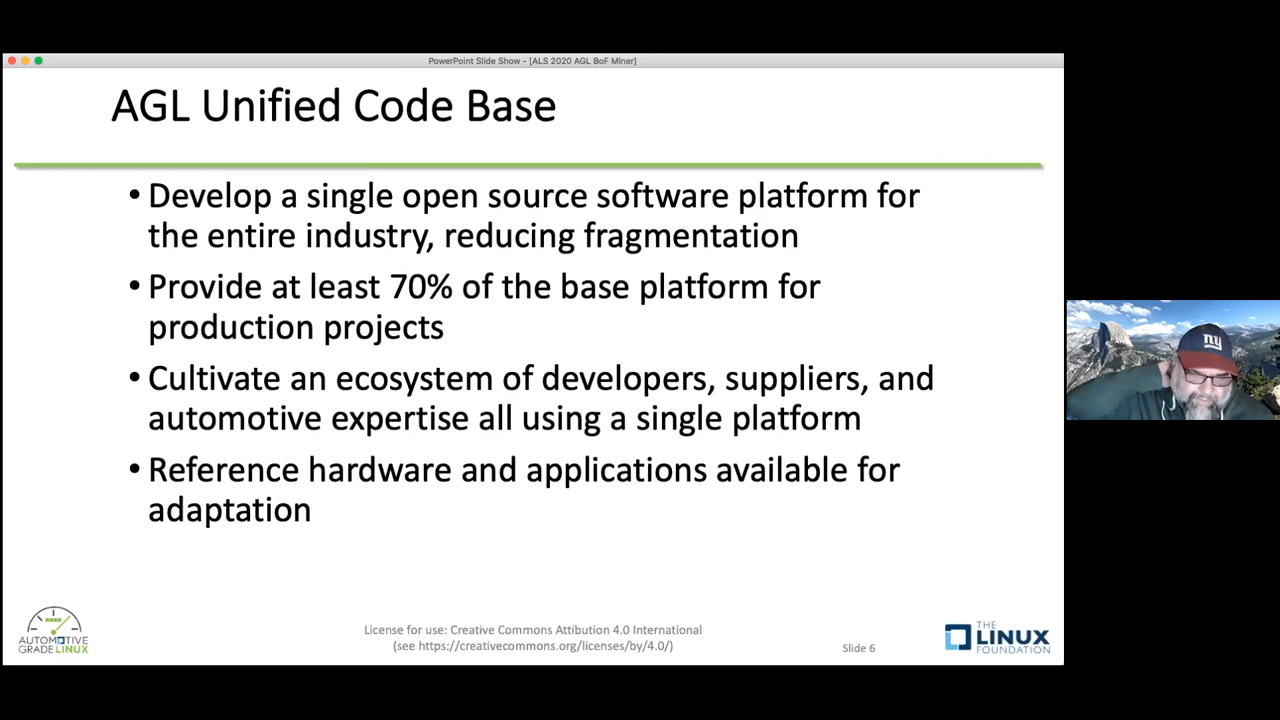 PowerPoint Slide Show - [ALS 2020 AGL BoF Miner]
AGL Unified Code Base
• Develop a single open source software platform for
the entire industry, reducing fragmentation
• Provide at least 70% of the base platform for
production projects
• Cultivate an ecosystem of developers, suppliers, and
automotive expertise all using a single platform
• Reference hardware and applications available for
adaptation
AUTOMOTIVE
GRADE LINUX
License for use: Creative Commons Attibution 4.0 International
(see https://creativecommons.org/licenses/by/4.0/)
Slide 6
THE
LINUX
FOUNDATION
ny